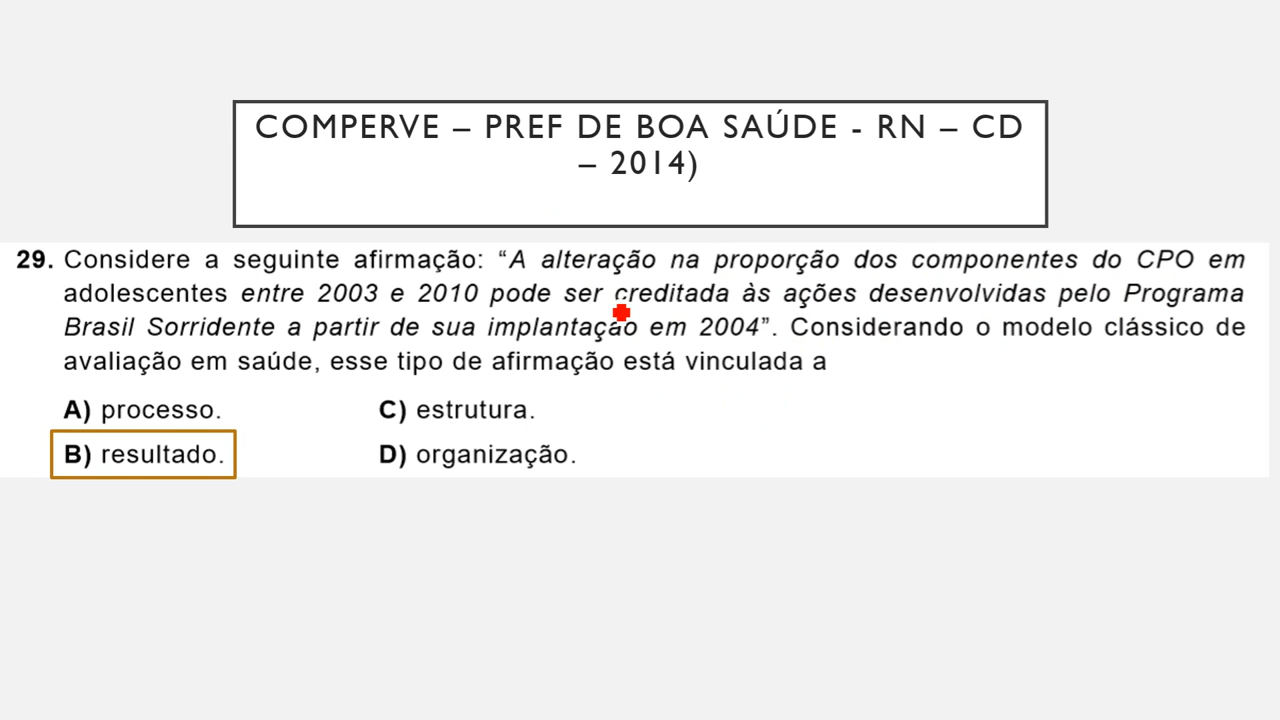 COMPERVE – PREF DE BOA SAÚDE - RN – CD
– 2014)
29. Considere a seguinte afirmação: “A alteração na proporção dos componentes do CPO em
adolescentes entre 2003 e 2010 pode ser creditada às ações desenvolvidas pelo Programa
Brasil Sorridente a partir de sua implantação em 2004”. Considerando o modelo clássico de
avaliação em saúde, esse tipo de afirmação está vinculada a
A) processo. C) estrutura.
B) resultado. D) organização.